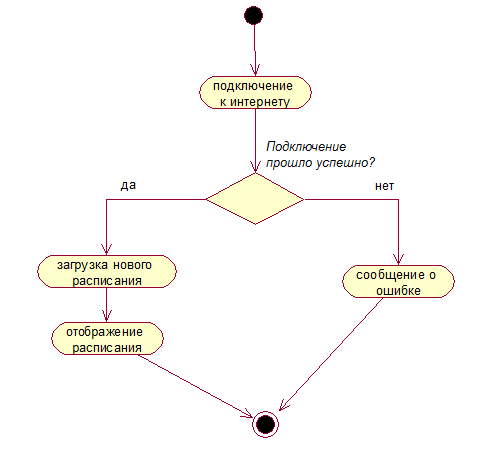 подключение
к интернету
Подключение
прошло успешно?
да
нет
загрузка нового
расписания
сообщение о
ошибке
отображение
расписания